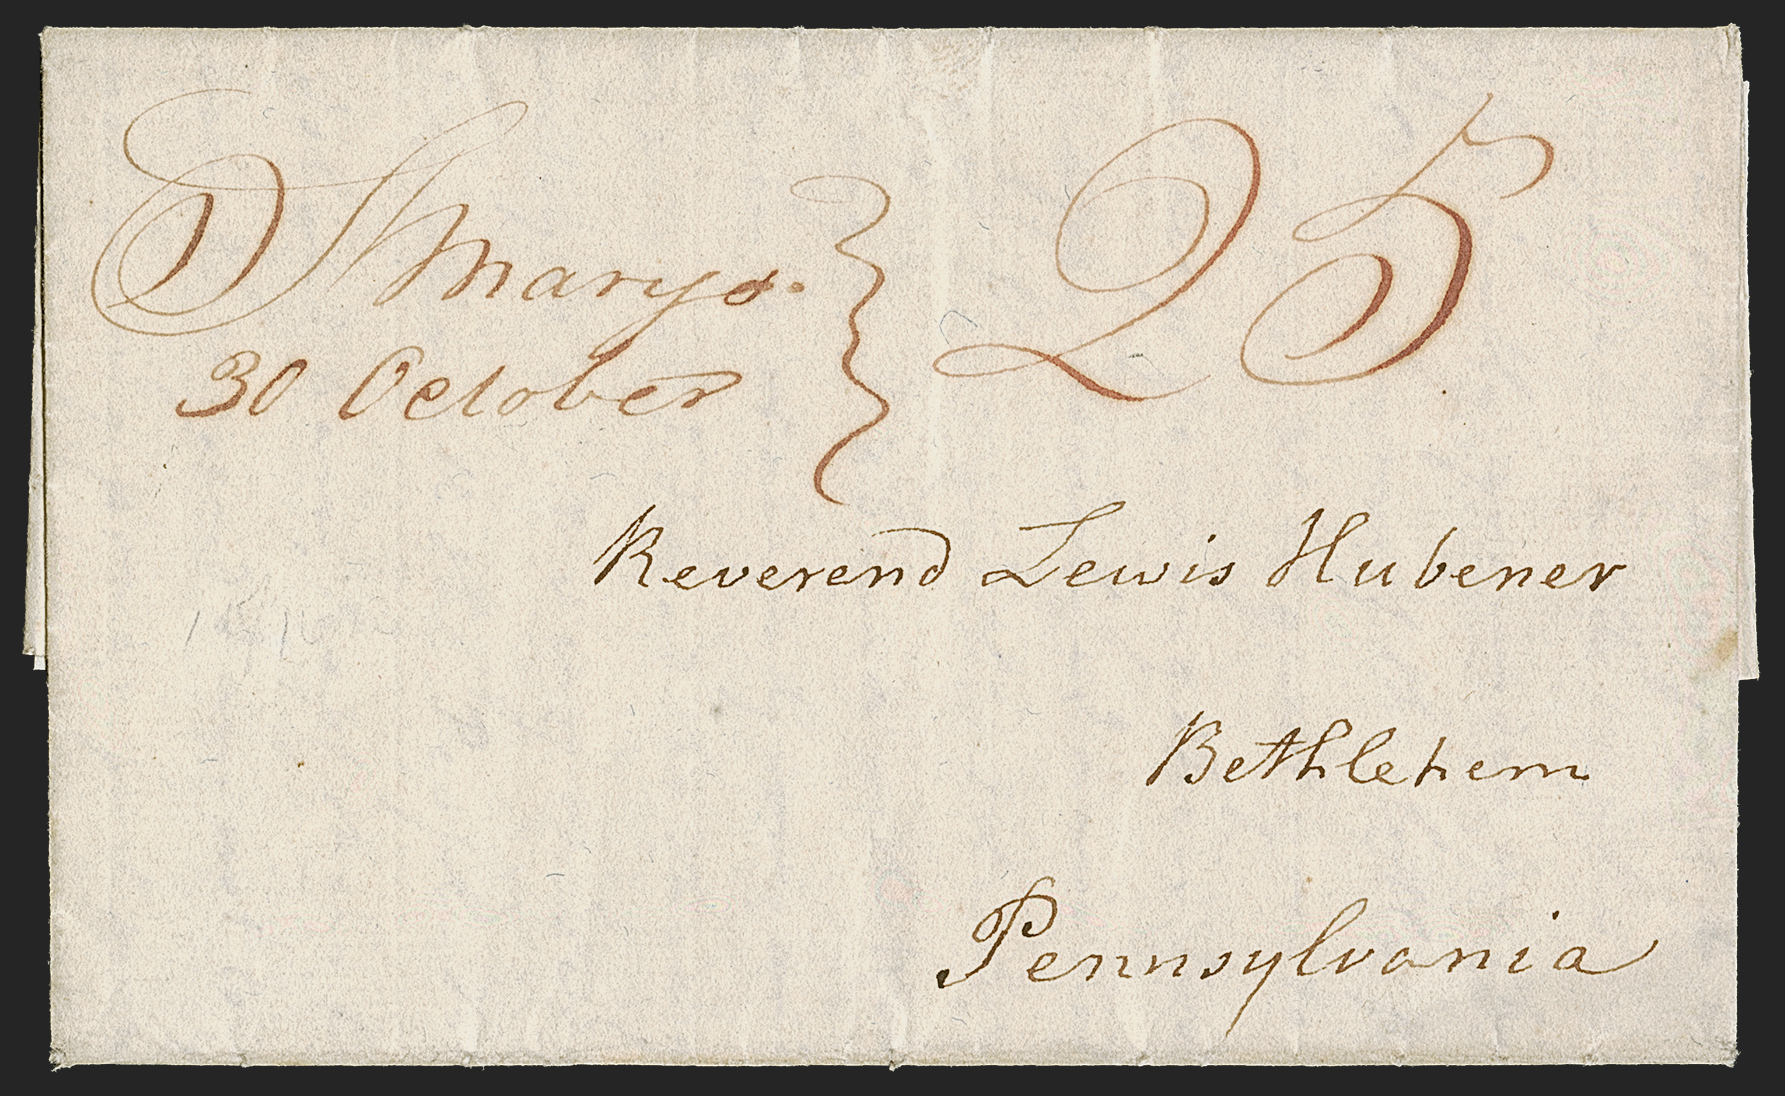 St Marys.
30 October
25
Reverend Lewis Hubener
Bethlehem
Pennsylvania